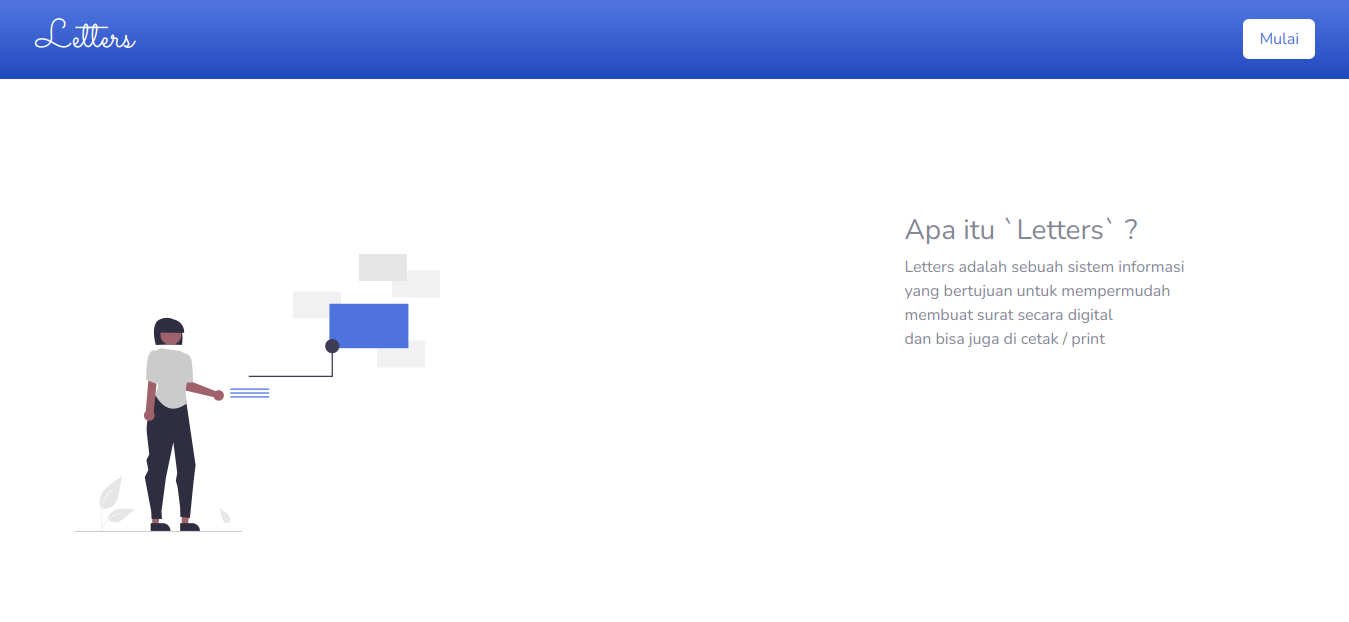 Letters
Mulai
Apa itu `Letters` ?
Letters adalah sebuah sistem informasi
yang bertujuan untuk mempermudah
membuat surat secara digital
dan bisa juga di cetak / print